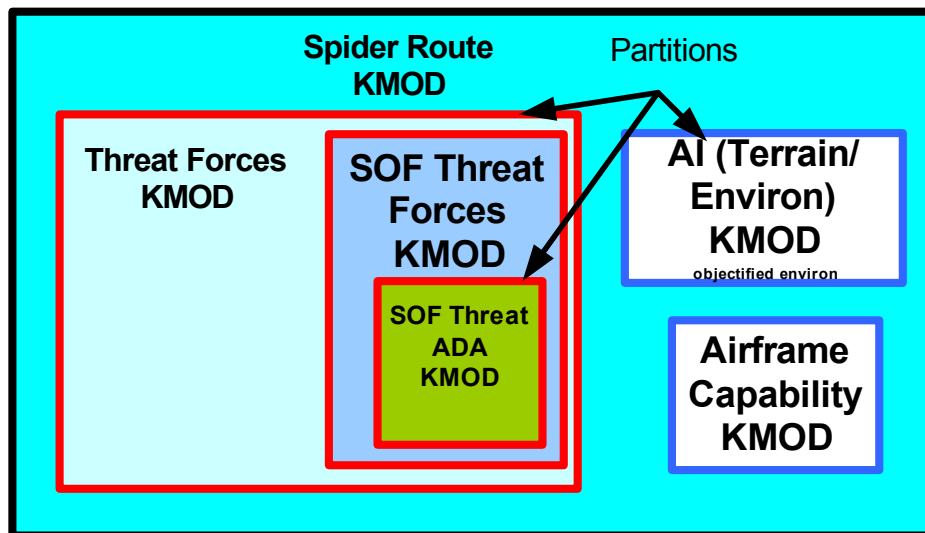 Spider Route
KMOD
Partitions
Threat Forces
KMOD
SOF Threat
Forces
KMOD
SOF Threat
ADA
KMOD
AI (Terrain/
Environ)
KMOD
objectified environ
Airframe
Capability
KMOD